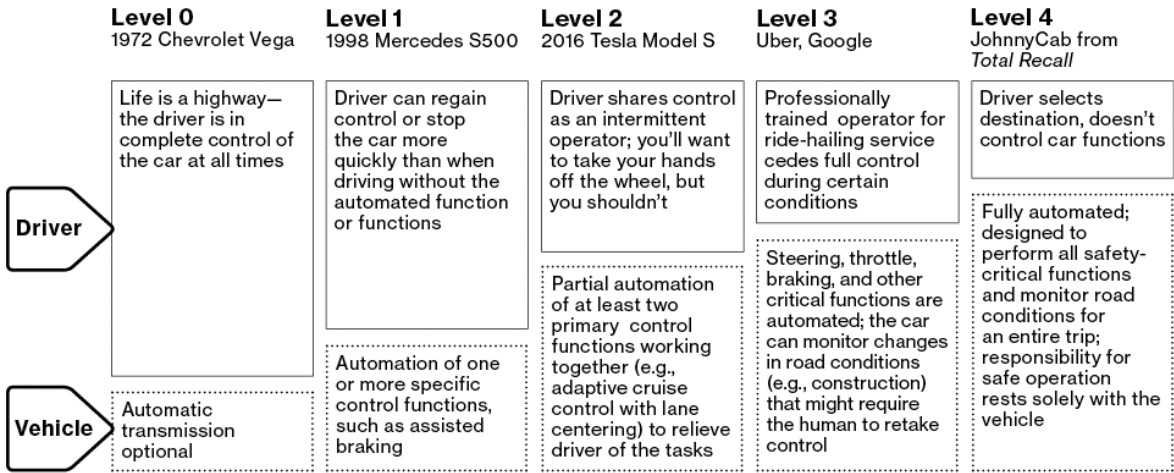 Level 0
1972 Chevrolet Vega
Level 1
1998 Mercedes S500
Level 2
2016 Tesla Model S
Level 3
Uber, Google
Level 4
JohnnyCab from
Total Recall
Driver
Life is a highway—
the driver is in
complete control of
the car at all times
Driver can regain
control or stop
the car more
quickly than when
driving without the
automated function
or functions
Driver shares control
as an intermittent
operator; you'll want
to take your hands
off the wheel, but
you shouldn't
Professionally
trained operator for
ride-hailing service
cedes full control
during certain
conditions
Driver selects
destination, doesn't
control car functions
Vehicle
Automatic
transmission
optional
Automation of one
or more specific
control functions,
such as assisted
braking
Partial automation
of at least two
primary control
functions working
together (e.g.,
adaptive cruise
control with lane
centering) to relieve
driver of the tasks
Steering, throttle,
braking, and other
critical functions are
automated; the car
can monitor changes
in road conditions
(e.g., construction)
that might require
the human to retake
control
Fully automated;
designed to
perform all safety-
critical functions
and monitor road
conditions for
an entire trip;
responsibility for
safe operation
rests solely with the
vehicle